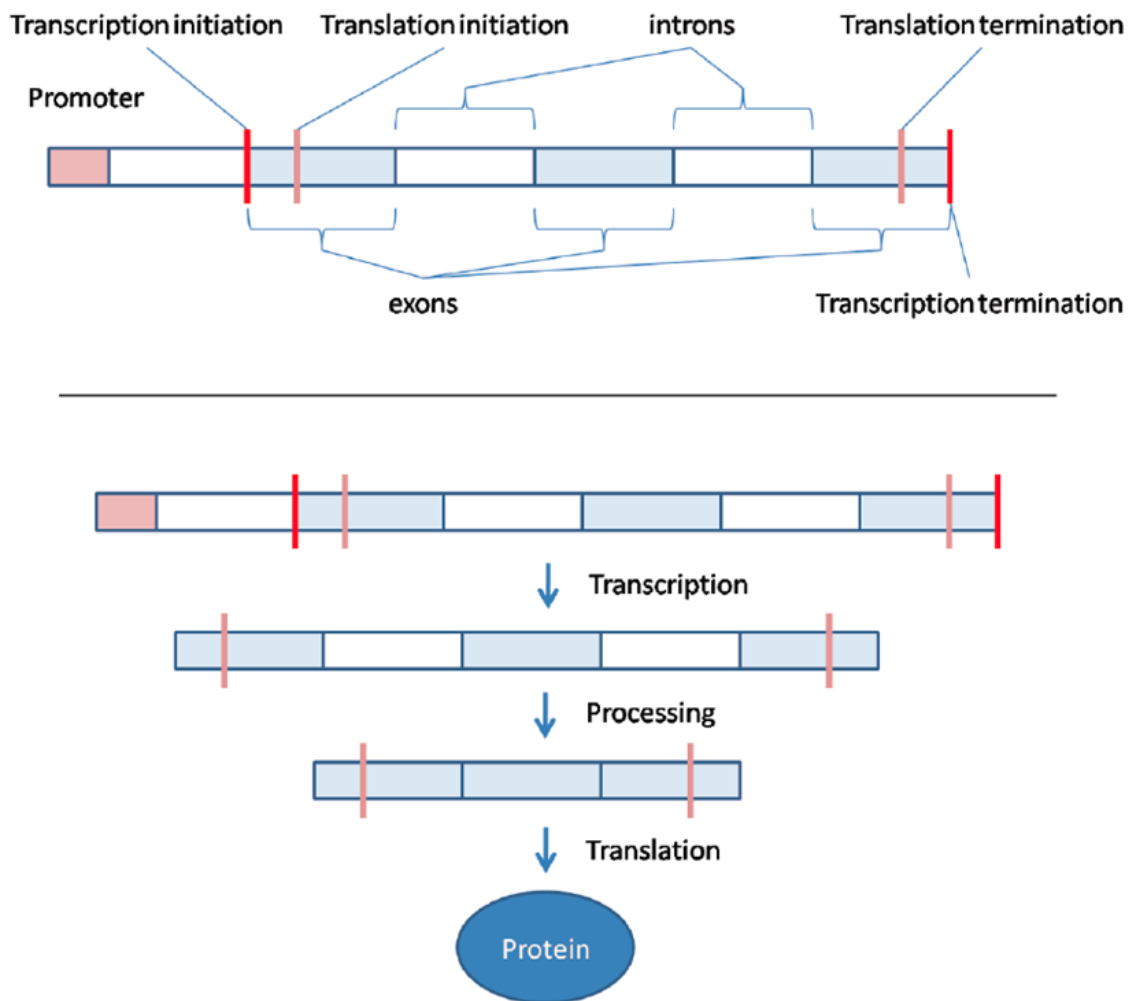 Transcription initiation
Translation initiation
introns
Translation termination
Promoter
exons
Transcription termination
Transcription
Processing
Translation
Protein